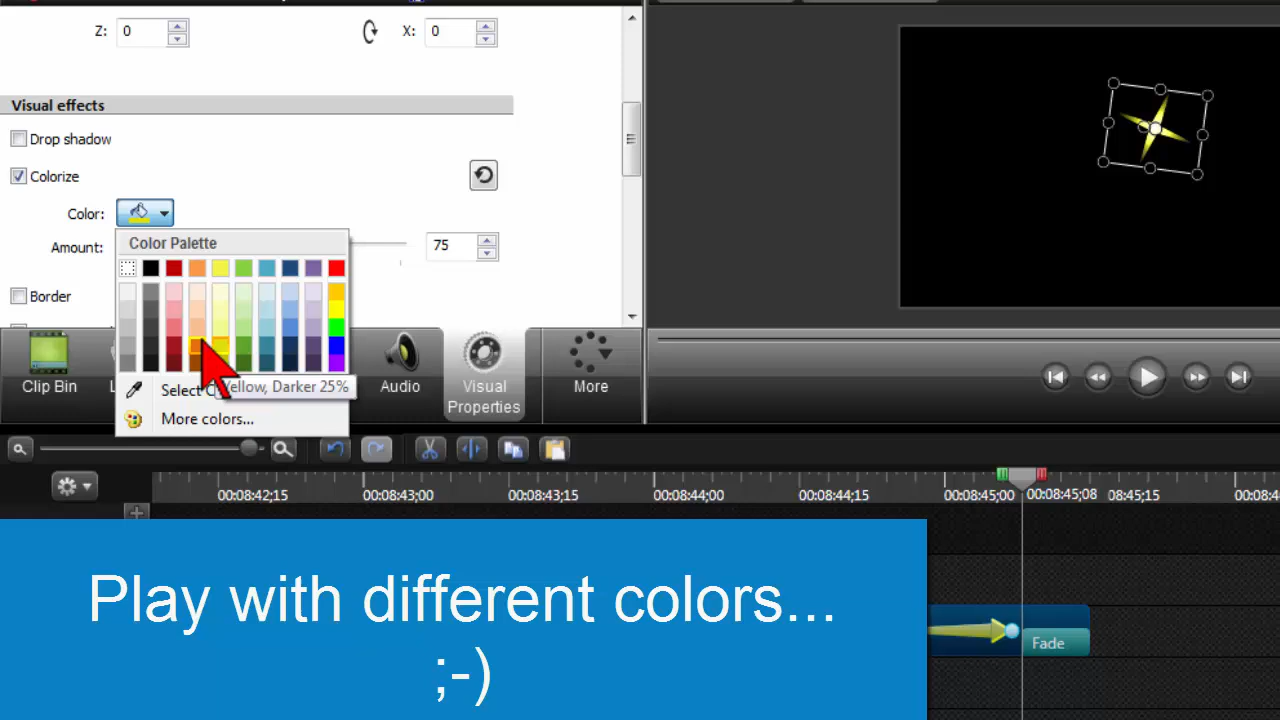 Z: 0
X: 0
Visual effects
Drop shadow
Colorize
Color:
Color Palette
Amount:
75
Border
Yellow, Darker 25%
Select C
More colors...
Clip Bin
L
Audio
Visual
Properties
More
00:08:42;15
00:08:43;00
00:08:43;15
00:08:44;00
00:08:44;15
00:08:45;00
00:08:45;08
08:45;15
00:08:4
Fade
Play with different colors...
;-)